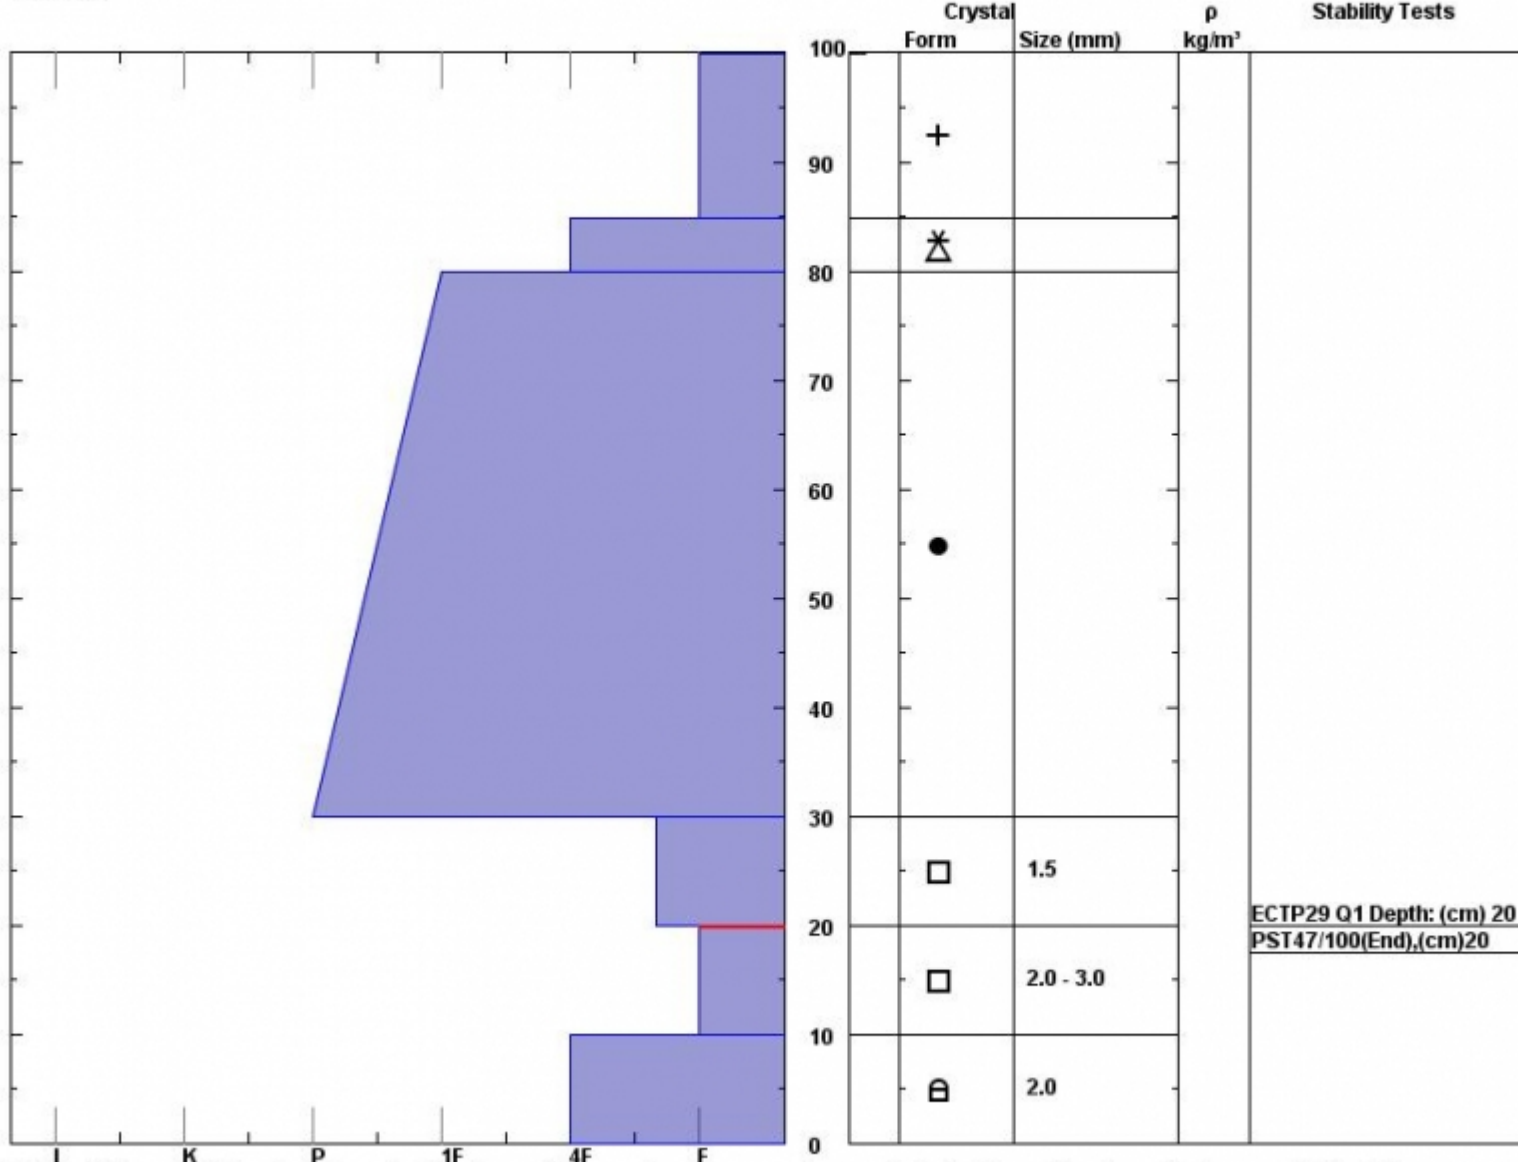 Crystal ρ Stability Tests
Form Size (mm) kg/m³
100
90
80
70
60
50
40
30
1.5
ECTP29 Q1 Depth: (cm) 20
20
PST47/100(End),(cm)20
2.0 - 3.0
10
2.0
0
I K P 1F 4F F